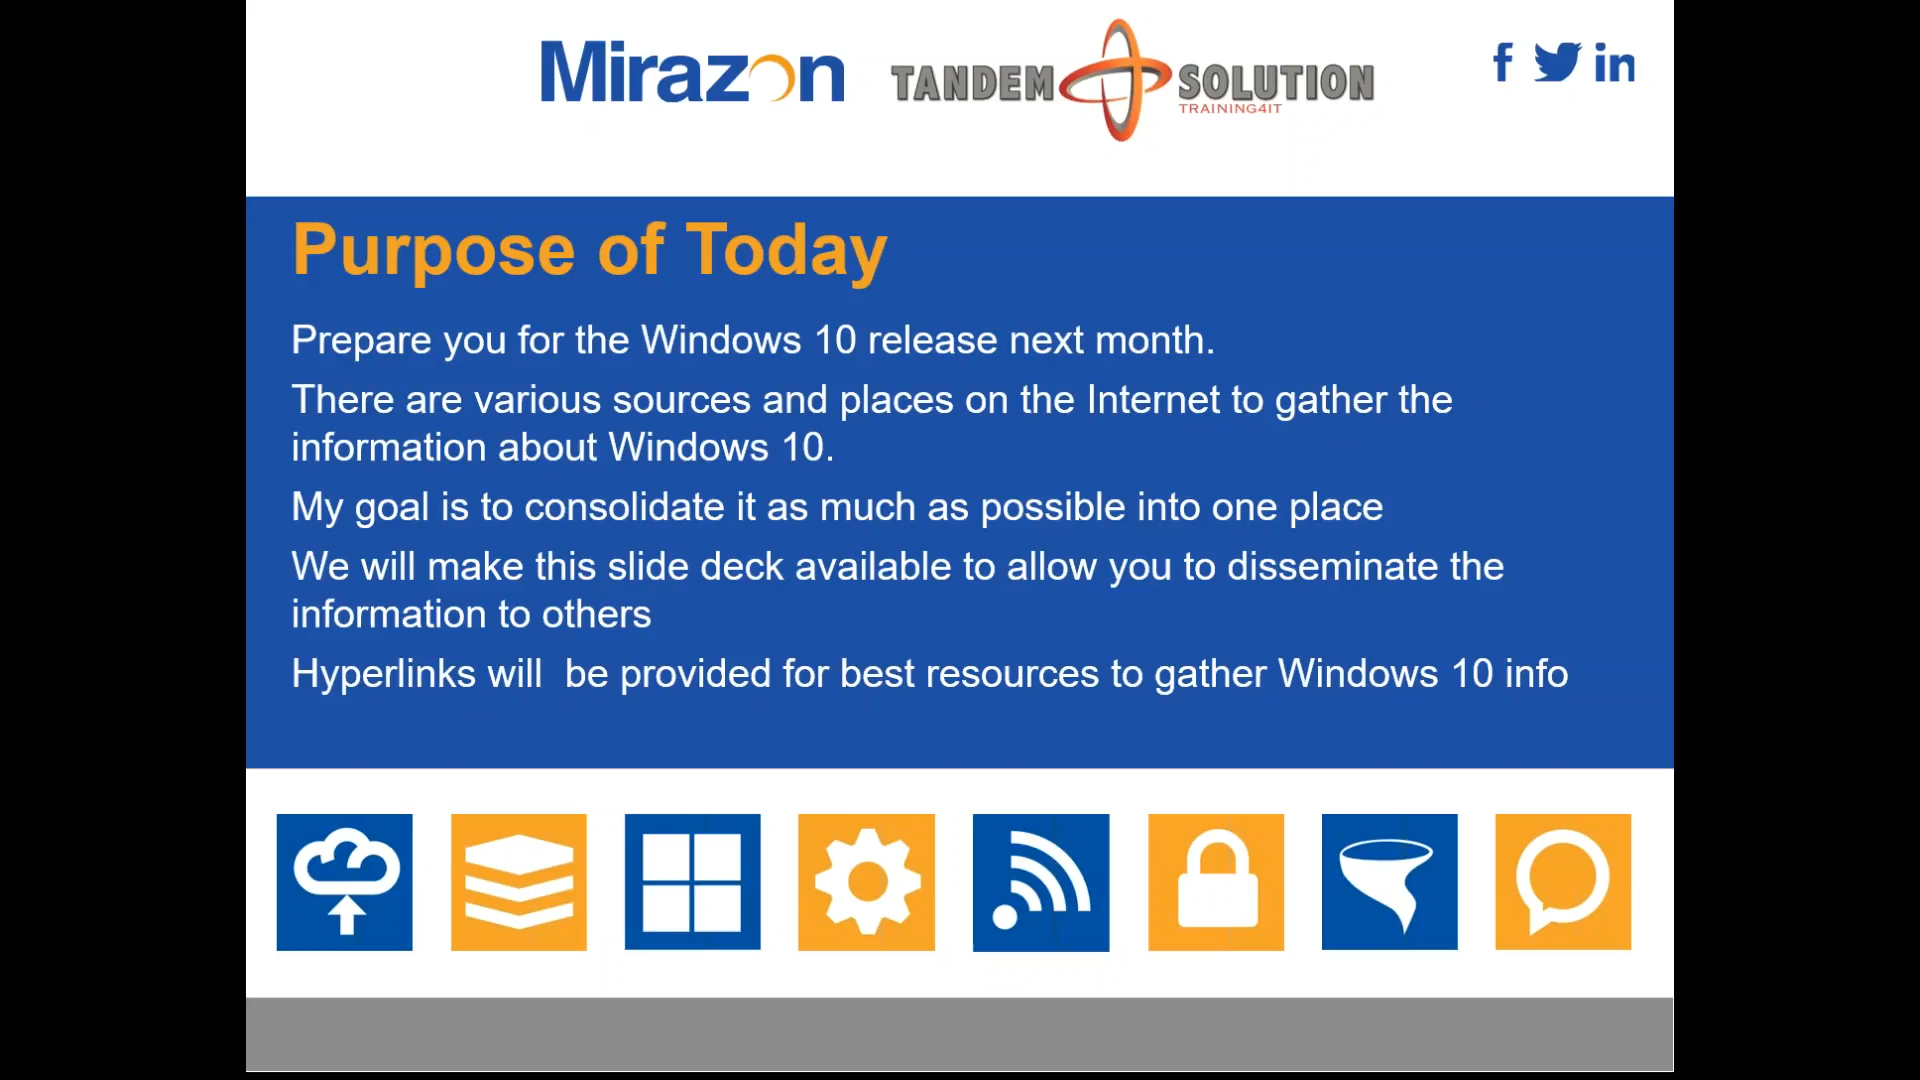 Mirazon TANDEM SOLUTION
TRAINING4IT
f in
Purpose of Today
Prepare you for the Windows 10 release next month.
There are various sources and places on the Internet to gather the
information about Windows 10.
My goal is to consolidate it as much as possible into one place
We will make this slide deck available to allow you to disseminate the
information to others
Hyperlinks will  be provided for best resources to gather Windows 10 info